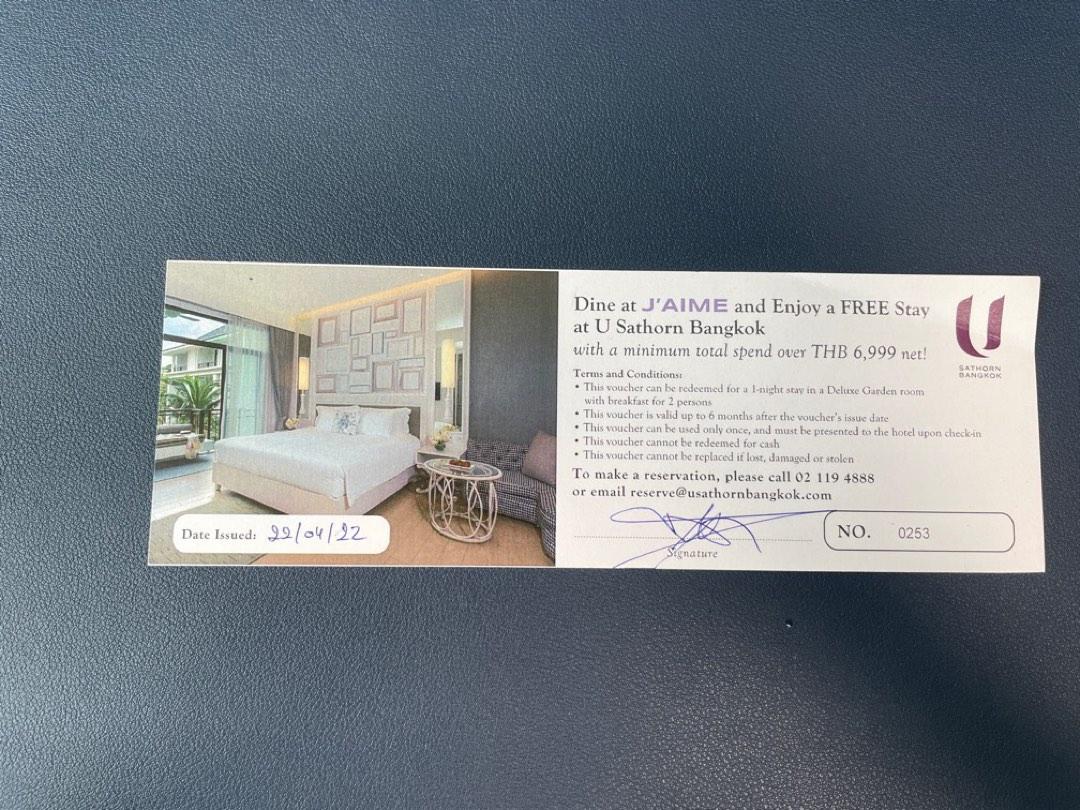 Dine at J'AIME and Enjoy a FREE Stay
at U Sathorn Bangkok
with a minimum total spend over THB 6,999 net!
U
SATHORN
BANGKOK
Terms and Conditions:
• This voucher can be redeemed for a 1-night stay in a Deluxe Garden room
with breakfast for 2 persons
• This voucher is valid up to 6 months after the voucher's issue date
• This voucher can be used only once, and must be presented to the hotel upon check-in
• This voucher cannot be redeemed for cash
• This voucher cannot be replaced if lost, damaged or stolen
To make a reservation, please call 02 119 4888
or email reserve@usathornbangkok.com
Date Issued: 22/04/22
Signature
NO. 0253